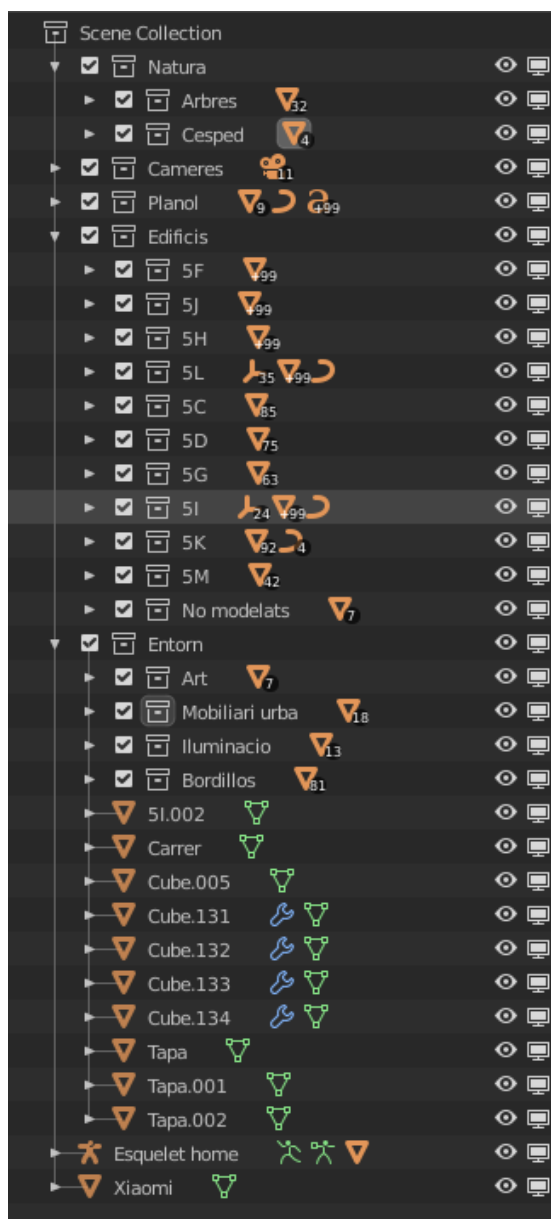 Scene Collection
Natura
Arbres 32
Cesped 4
Cameres 11
Planol 9 +99
Edificis
5F +99
5J +99
5H +99
5L 35 +99
5C 85
5D 75
5G 63
5I 24 +99
5K 92 4
5M 42
No modelats 7
Entorn
Art 7
Mobiliari urba 18
Iluminacio 13
Bordillos 81
5I.002
Carrer
Cube.005
Cube.131
Cube.132
Cube.133
Cube.134
Tapa
Tapa.001
Tapa.002
Esquelet home
Xiaomi